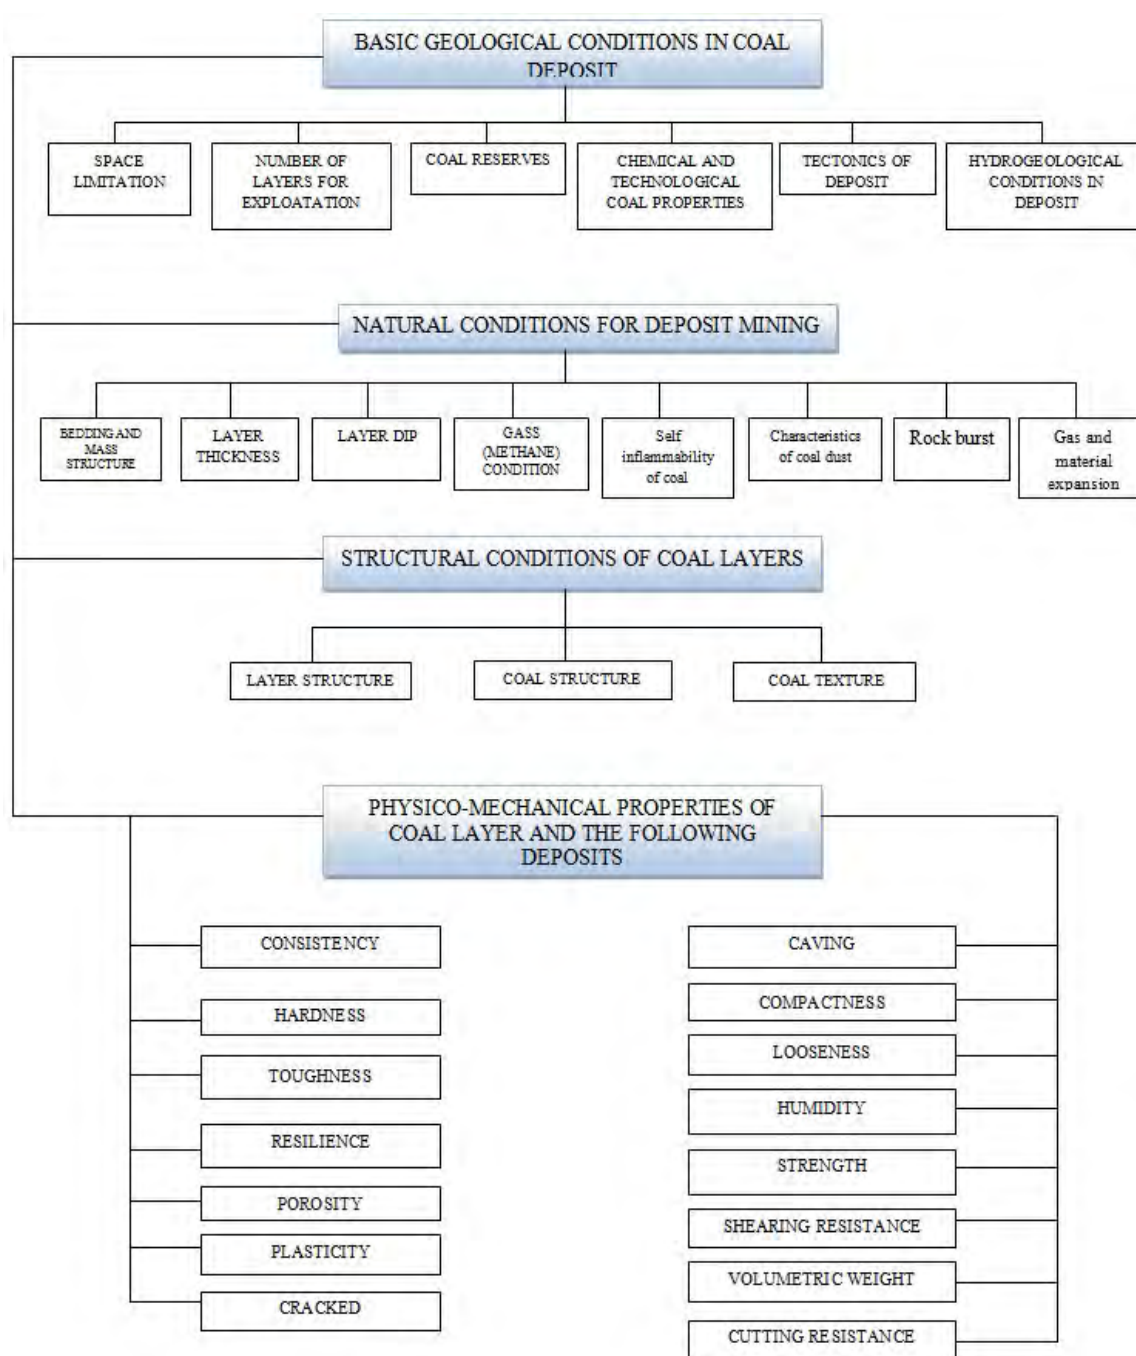 BASIC GEOLOGICAL CONDITIONS IN COAL
DEPOSIT
SPACE
LIMITATION
NUMBER OF
LAYERS FOR
EXPLOATATION
COAL RESERVES
CHEMICAL AND
TECHNOLOGICAL
COAL PROPERTIES
TECTONICS OF
DEPOSIT
HYDROGEOLOGICAL
CONDITIONS IN
DEPOSIT
NATURAL CONDITIONS FOR DEPOSIT MINING
BEDDING AND
MASS
STRUCTURE
LAYER
THICKNESS
LAYER DIP
GASS
(METHANE)
CONDITION
Self
inflammability
of coal
Characteristics
of coal dust
Rock burst
Gas and
material
expansion
STRUCTURAL CONDITIONS OF COAL LAYERS
LAYER STRUCTURE
COAL STRUCTURE
COAL TEXTURE
PHYSICO-MECHANICAL PROPERTIES OF
COAL LAYER AND THE FOLLOWING
DEPOSITS
CONSISTENCY
HARDNESS
TOUGHNESS
RESILIENCE
POROSITY
PLASTICITY
CRACKED
CAVING
COMPACTNESS
LOOSENESS
HUMIDITY
STRENGTH
SHEARING RESISTANCE
VOLUMETRIC WEIGHT
CUTTING RESISTANCE